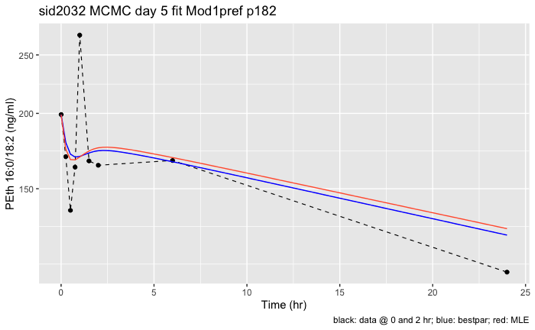 sid2032 MCMC day 5 fit Mod1pref p182
PEth 16:0/18:2 (ng/ml)
250
200
150
0
5
10
15
20
25
Time (hr)
black: data @ 0 and 2 hr; blue: bestpar; red: MLE